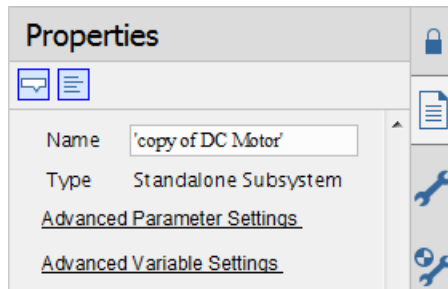 Properties
Name 'copy of DC Motor'
Type Standalone Subsystem
Advanced Parameter Settings
Advanced Variable Settings